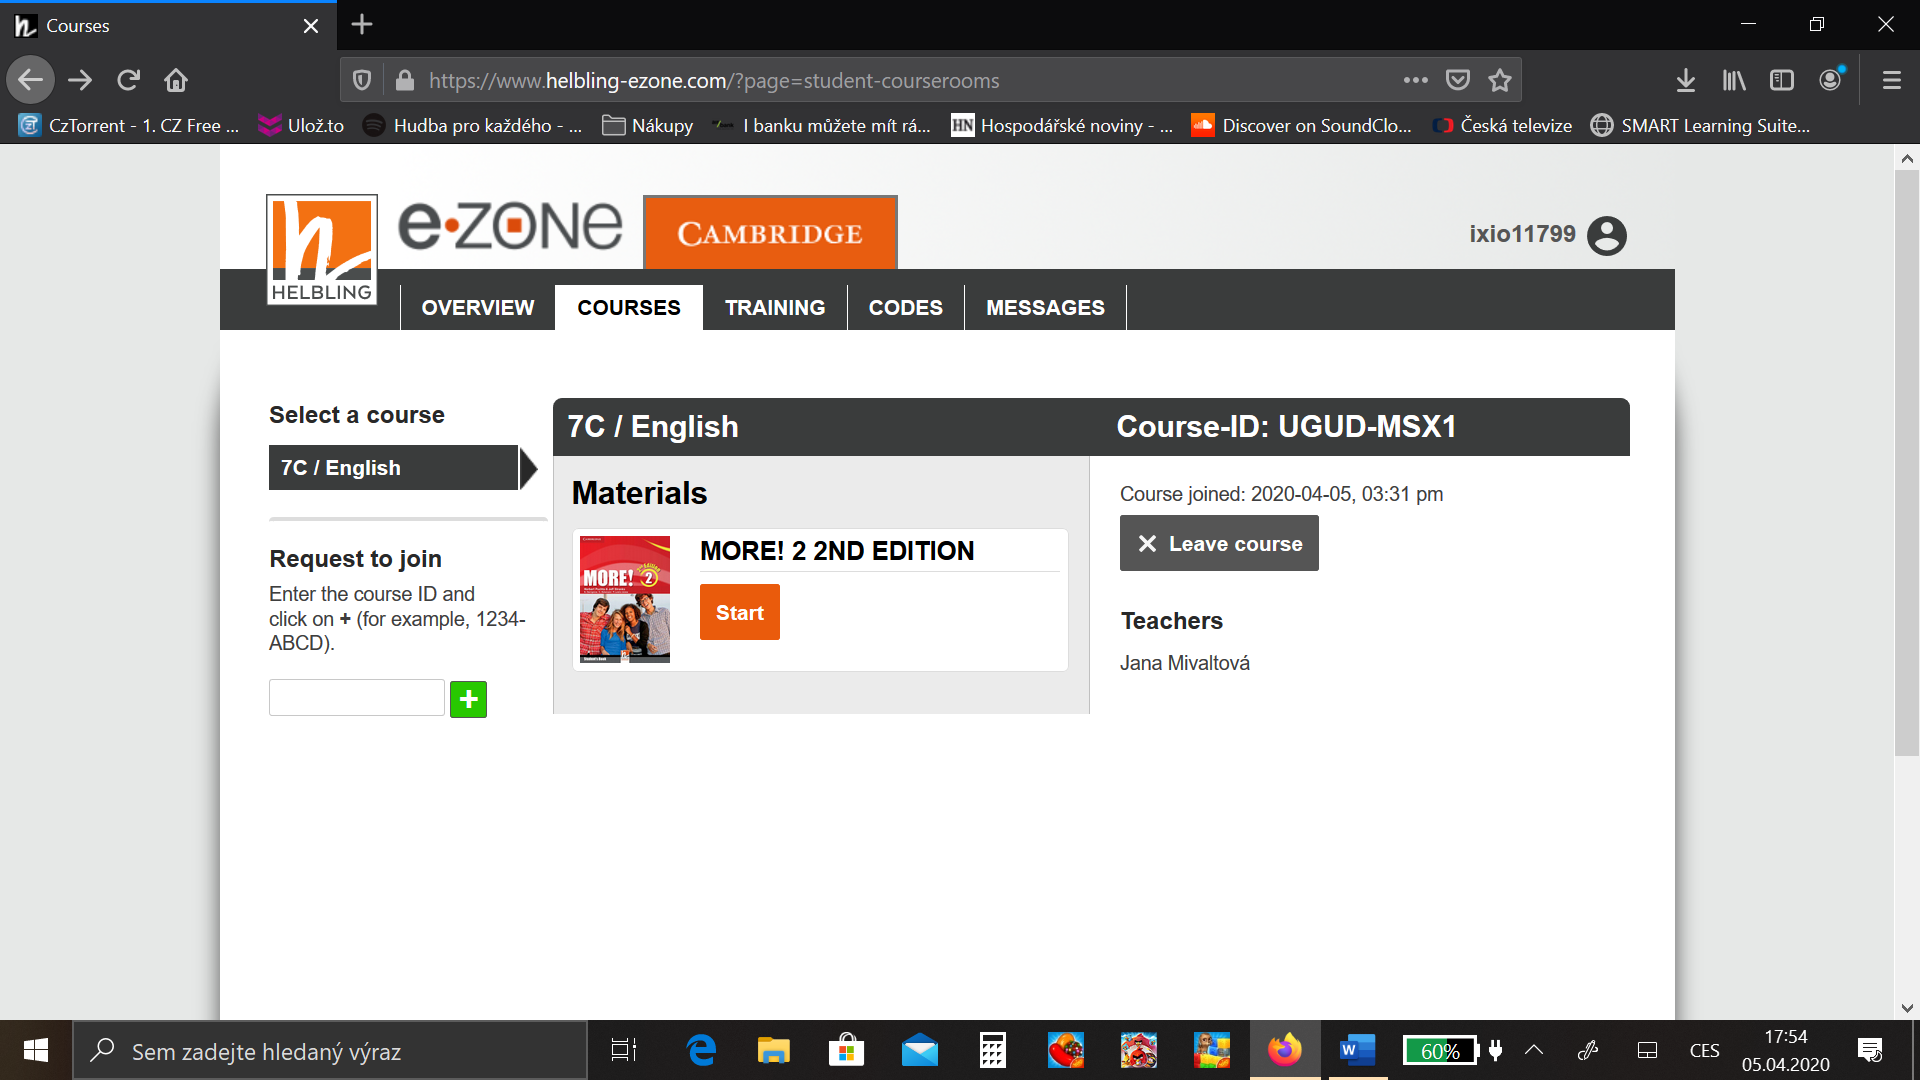 Courses
https://www.helbling-ezone.com/?page=student-courserooms
CzTorrent - 1. CZ Free ...
Ulož.to
Hudba pro každého - ...
Nákupy
I banku můžete mít rá...
HN
Hospodářské noviny - ...
Discover on SoundClo...
Česká televize
SMART Learning Suite...
HELBLING
e·zone
CAMBRIDGE
ixio11799
OVERVIEW
COURSES
TRAINING
CODES
MESSAGES
Select a course
7C / English
Request to join
Enter the course ID and
click on + (for example, 1234-
ABCD).
+
7C / English
Course-ID: UGUD-MSX1
Materials
MORE! 2
MORE! 2 2ND EDITION
Start
Course joined: 2020-04-05, 03:31 pm
Leave course
Teachers
Jana Mivaltová
Sem zadejte hledaný výraz
60%
CES
17:54
05.04.2020